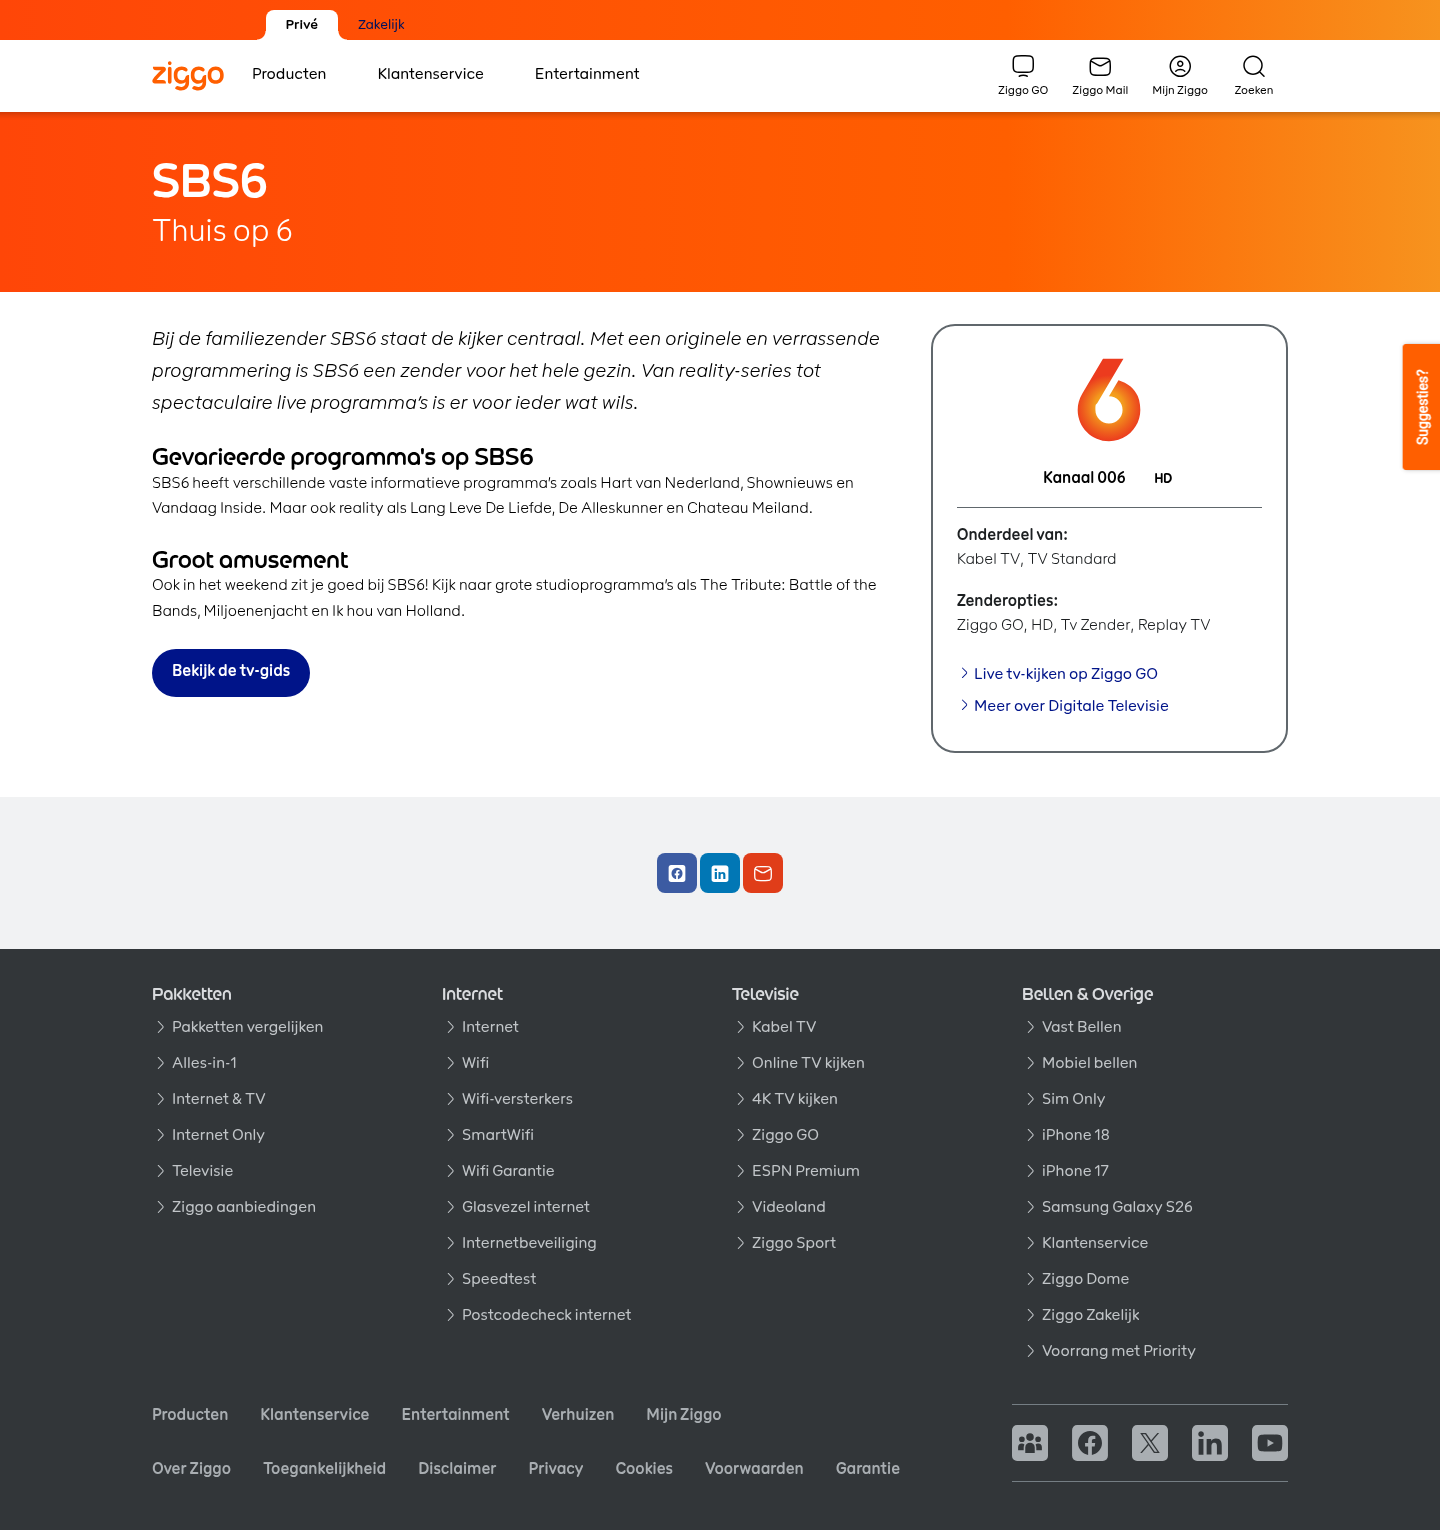 Privé Zakelijk
ziggo Producten Klantenservice Entertainment Ziggo GO Ziggo Mail Mijn Ziggo Zoeken
SBS6
Thuis op 6
Bij de familiezender SBS6 staat de kijker centraal. Met een originele en verrassende
programmering is SBS6 een zender voor het hele gezin. Van reality-series tot
spectaculaire live programma's is er voor ieder wat wils.
Gevarieerde programma's op SBS6
SBS6 heeft verschillende vaste informatieve programma's zoals Hart van Nederland, Shownieuws en
Vandaag Inside. Maar ook reality als Lang Leve De Liefde, De Alleskunner en Chateau Meiland.
Groot amusement
Ook in het weekend zit je goed bij SBS6! Kijk naar grote studioprogramma's als The Tribute: Battle of the
Bands, Miljoenenjacht en Ik hou van Holland.
Bekijk de tv-gids
6
Kanaal 006 HD
Onderdeel van:
Kabel TV, TV Standard
Zenderopties:
Ziggo GO, HD, Tv Zender, Replay TV
Live tv-kijken op Ziggo GO
Meer over Digitale Televisie
Suggesties?
Pakketten
Pakketten vergelijken
Alles-in-1
Internet & TV
Internet Only
Televisie
Ziggo aanbiedingen
Internet
Internet
Wifi
Wifi-versterkers
SmartWifi
Wifi Garantie
Glasvezel internet
Internetbeveiliging
Speedtest
Postcodecheck internet
Televisie
Kabel TV
Online TV kijken
4K TV kijken
Ziggo GO
ESPN Premium
Videoland
Ziggo Sport
Bellen & Overige
Vast Bellen
Mobiel bellen
Sim Only
iPhone 18
iPhone 17
Samsung Galaxy S26
Klantenservice
Ziggo Dome
Ziggo Zakelijk
Voorrang met Priority
Producten Klantenservice Entertainment Verhuizen Mijn Ziggo
Over Ziggo Toegankelijkheid Disclaimer Privacy Cookies Voorwaarden Garantie